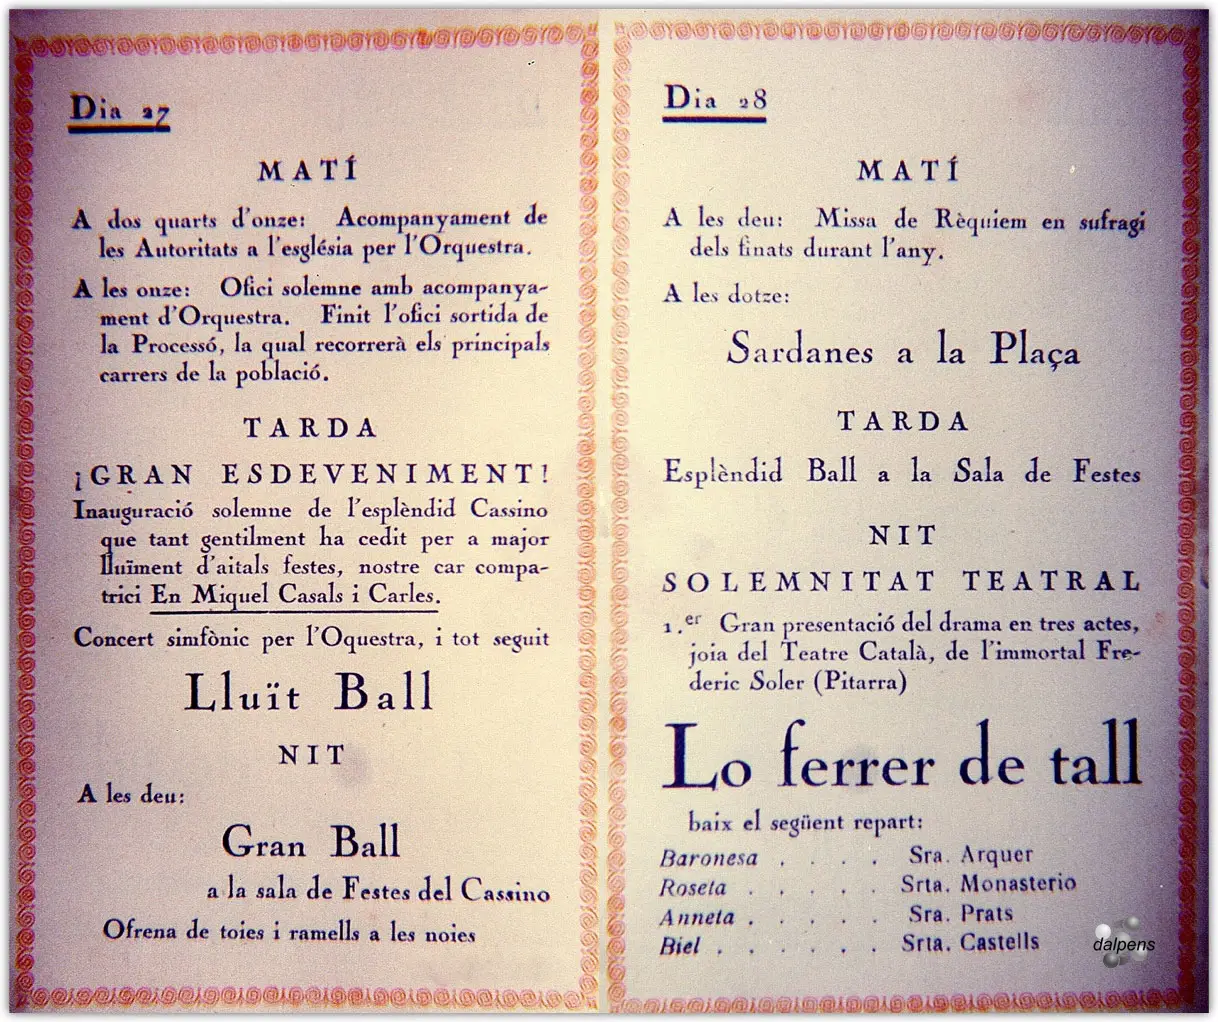 Dia 27
MATÍ
A dos quarts d'onze: Acompanyament de
les Autoritats a l'església per l'Orquestra.
A les onze: Ofici solemne amb acompanya-
ment d'Orquestra. Finit l'ofici sortida de
la Processó, la qual recorrerà els principals
carrers de la població.
TARDA
¡GRAN ESDEVENIMENT!
Inauguració solemne de l'esplèndid Cassino
que tant gentilment ha cedit per a major
lluïment d'aitals festes, nostre car compa-
trici En Miquel Casals i Carles.
Concert simfònic per l'Oquestra, i tot seguit
Lluït Ball
NIT
A les deu:
Gran Ball
a la sala de Festes del Cassino
Ofrena de toies i ramells a les noies
Dia 28
MATÍ
A les deu: Missa de Rèquiem en sufragi
dels finats durant l'any.
A les dotze:
Sardanes a la Plaça
TARDA
Esplèndid Ball a la Sala de Festes
NIT
SOLEMNITAT TEATRAL
1.er Gran presentació del drama en tres actes,
joia del Teatre Català, de l'immortal Fre-
deric Soler (Pitarra)
Lo ferrer de tall
baix el següent repart:
Baronesa . . . . Sra. Arquer
Roseta . . . . . Srta. Monasterio
Anneta . . . . . Sra. Prats
Biel . . . . . . Srta. Castells
dalpens